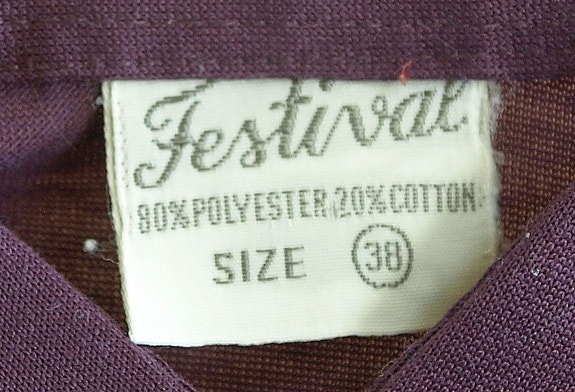 Festival
80% POLYESTER 20% COTTON
SIZE 38